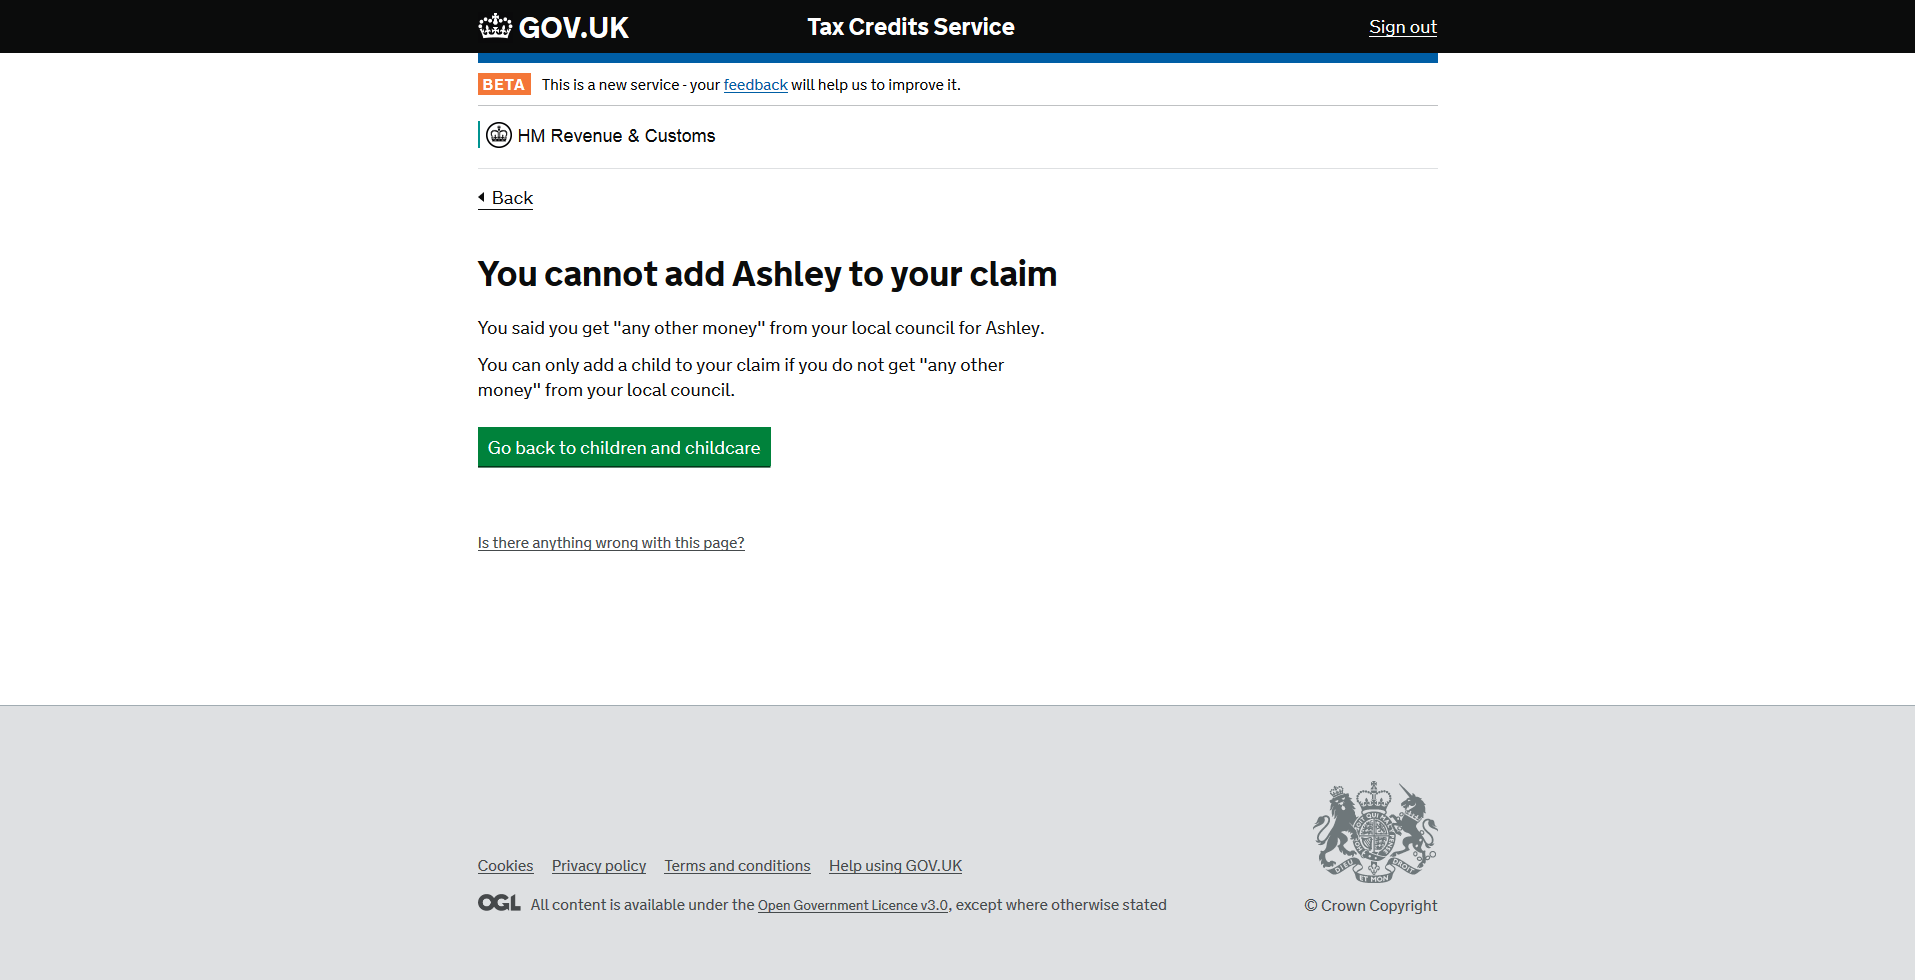 GOV.UK
Tax Credits Service
Sign out
BETA This is a new service - your feedback will help us to improve it.
HM Revenue & Customs
Back
You cannot add Ashley to your claim
You said you get "any other money" from your local council for Ashley.
You can only add a child to your claim if you do not get "any other
money" from your local council.
Go back to children and childcare
Is there anything wrong with this page?
Cookies Privacy policy Terms and conditions Help using GOV.UK
OGL All content is available under the Open Government Licence v3.0, except where otherwise stated
DIEU ET MON DROIT
© Crown Copyright